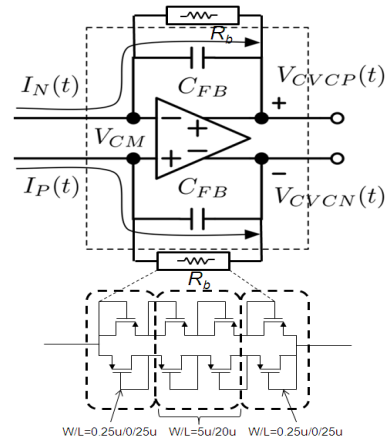 R_b
I_N(t)
C_FB
V_CVCP(t)
+
− +
V_CM
+ −
−
I_P(t)
C_FB
V_CVCN(t)
R_b
W/L=0.25u/0/25u W/L=5u/20u W/L=0.25u/0/25u